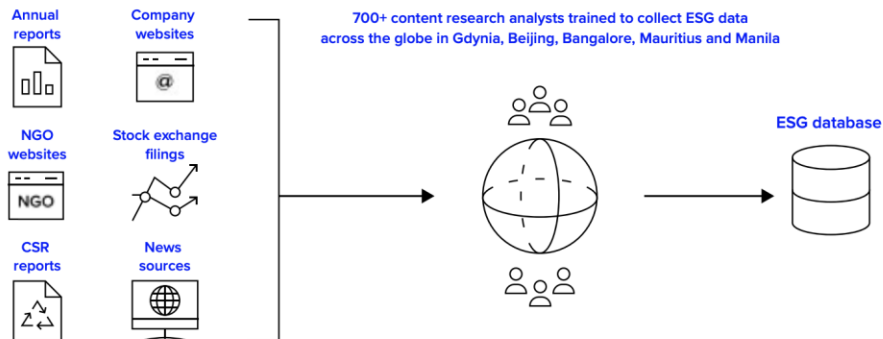 Annual
reports
Company
websites
@
NGO
websites
NGO
Stock exchange
filings
CSR
reports
News
sources
700+ content research analysts trained to collect ESG data
across the globe in Gdynia, Beijing, Bangalore, Mauritius and Manila
ESG database